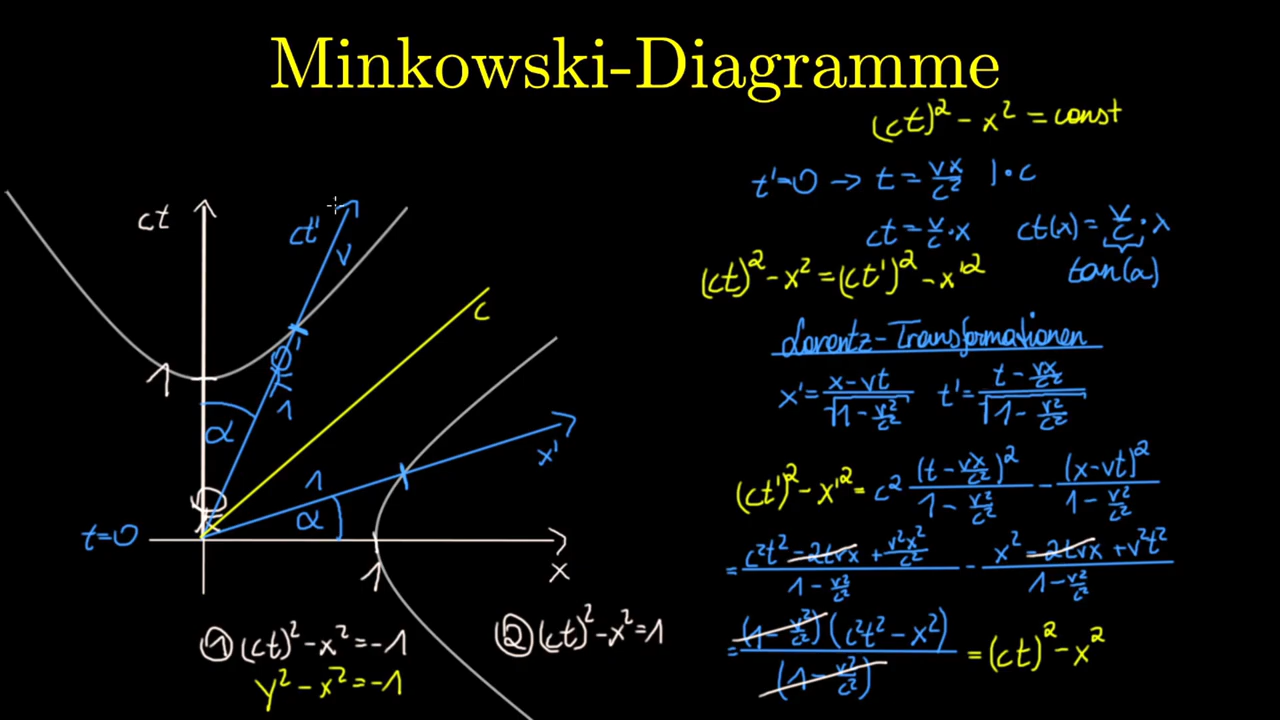 Minkowski-Diagramme
(ct)² - x² = const
t'=0 → t = vx/c² | · c
ct = v/c · x    ct(x) = v/c · x
tan(α)
(ct)² - x² = (ct')² - x'²
Lorentz-Transformationen
x' = (x-vt)/√(1-v²/c²)    t' = (t - vx/c²)/√(1-v²/c²)
(ct')² - x'² = c² (t - vx/c²)²/(1 - v²/c²) - (x-vt)²/(1 - v²/c²)
= (c²t² - 2tvx + v²x²/c²)/(1 - v²/c²) - (x² - 2tvx + v²t²)/(1 - v²/c²)
= (1 - v²/c²)(c²t² - x²)/(1 - v²/c²) = (ct)² - x²
ct
ct'
v
c
1
1
α
1
x'
α
t=0
1
x
① (ct)² - x² = -1
y² - x² = -1
② (ct)² - x² = 1